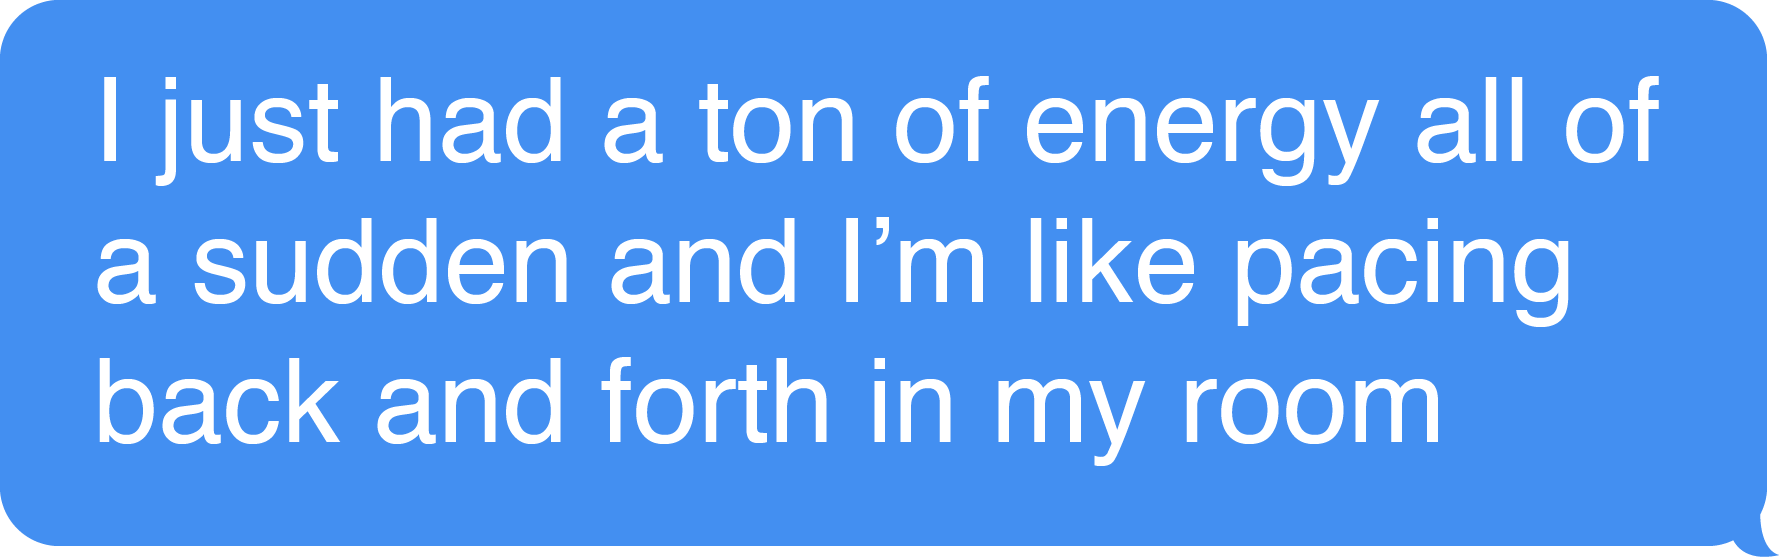 I just had a ton of energy all of
a sudden and I’m like pacing
back and forth in my room